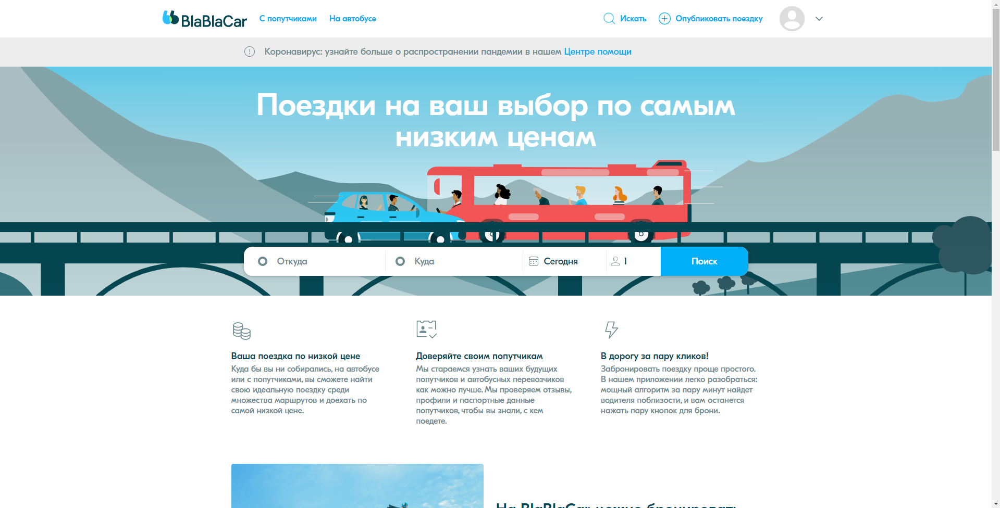 BlaBlaCar
С попутчиками
На автобусе
Искать
Опубликовать поездку
Коронавирус: узнайте больше о распространении пандемии в нашем Центре помощи
Поездки на ваш выбор по самым
низким ценам
Откуда
Куда
Сегодня
1
Поиск
Ваша поездка по низкой цене
Куда бы вы ни собирались, на автобусе
или с попутчиками, вы сможете найти
свою идеальную поездку среди
множества маршрутов и доехать по
самой низкой цене.
Доверяйте своим попутчикам
Мы стараемся узнать ваших будущих
попутчиков и автобусных перевозчиков
как можно лучше. Мы проверяем отзывы,
профили и паспортные данные
попутчиков, чтобы вы знали, с кем
поедете.
В дорогу за пару кликов!
Забронировать поездку проще простого.
В нашем приложении легко разобраться:
мощный алгоритм за пару минут найдет
водителя поблизости, и вам останется
нажать пару кнопок для брони.
На BlaBlaCar можно бронировать